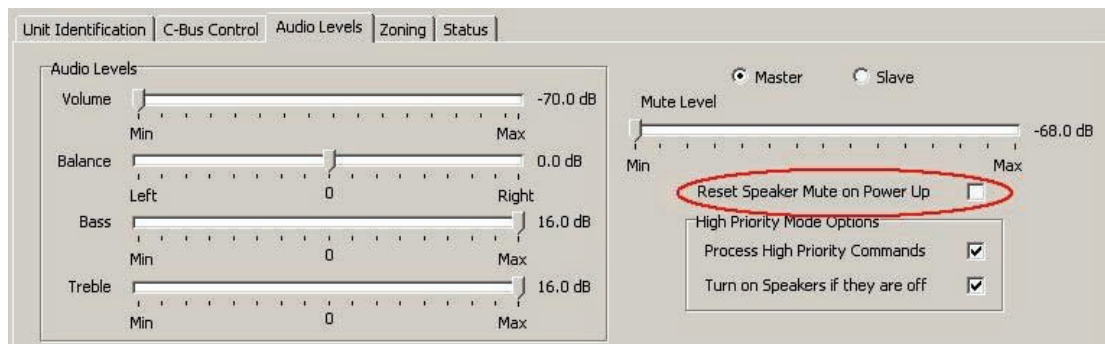 Unit Identification C-Bus Control Audio Levels Zoning Status
Audio Levels
Volume -70.0 dB
Min Max
Balance 0.0 dB
Left 0 Right
Bass 16.0 dB
Min 0 Max
Treble 16.0 dB
Min 0 Max
Master Slave
Mute Level
-68.0 dB
Min Max
Reset Speaker Mute on Power Up
High Priority Mode Options
Process High Priority Commands
Turn on Speakers if they are off